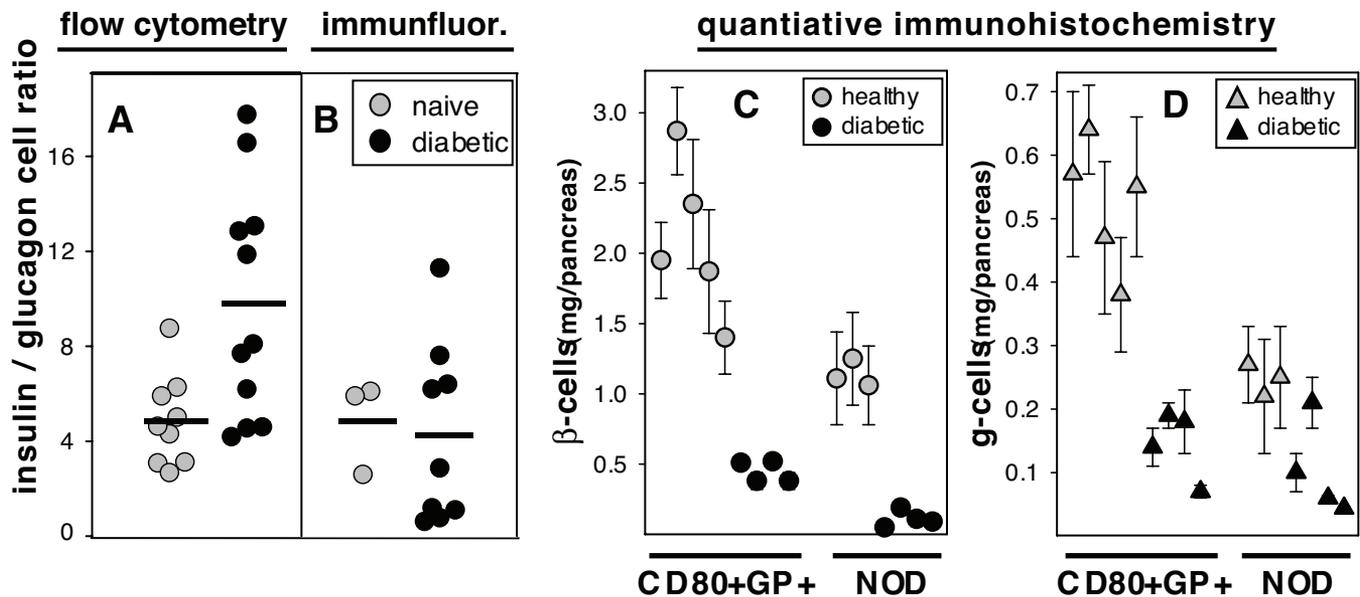 flow cytometry
immunfluor.
quantiative immunohistochemistry
insulin / glucagon cell ratio
16
12
8
4
0
A
B
naive
diabetic
β-cells(mg/pancreas)
3.0
2.5
2.0
1.5
1.0
0.5
C
healthy
diabetic
CD80+GP+
NOD
g-cells(mg/pancreas)
0.7
0.6
0.5
0.4
0.3
0.2
0.1
D
healthy
diabetic
CD80+GP+
NOD